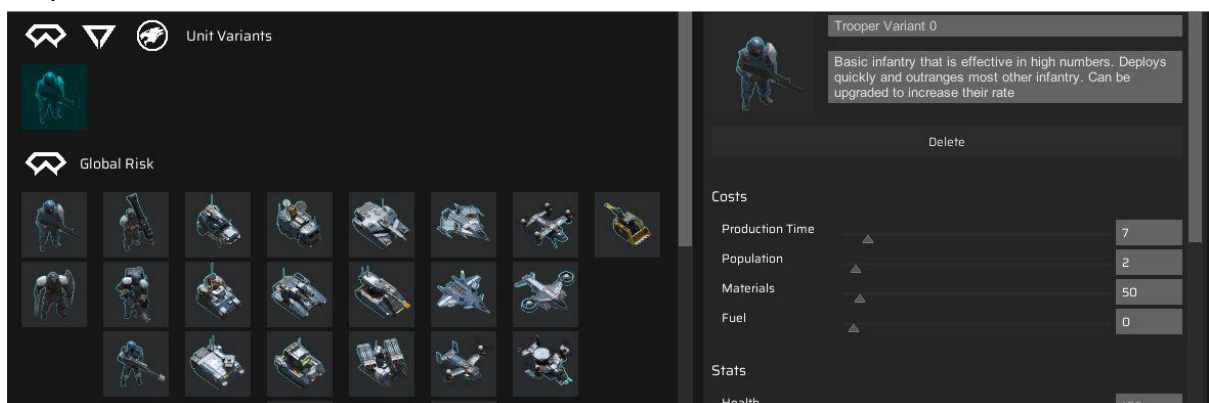 Unit Variants
Global Risk
Trooper Variant 0
Basic infantry that is effective in high numbers. Deploys
quickly and outranges most other infantry. Can be
upgraded to increase their rate
Delete
Costs
Production Time 7
Population 2
Materials 50
Fuel 0
Stats
Health